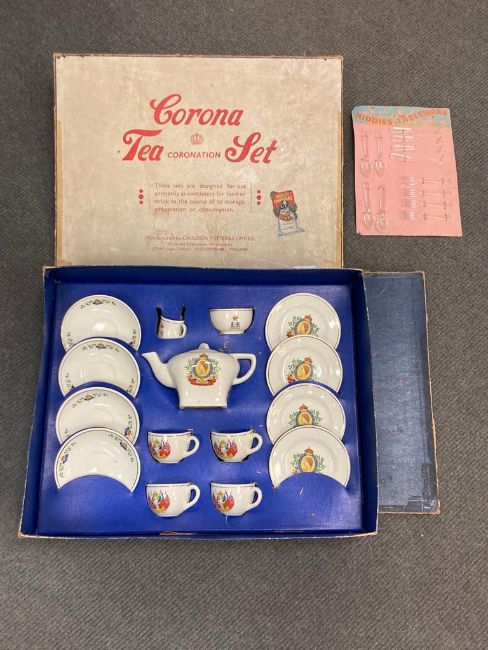 Corona
Tea CORONATION Set
These sets are designed for use
primarily as containers for food or
drink in the course of its storage,
preparation or consumption.
Manufactured by CAULDON POTTERIES LIMITED.
KIDDIES TABLEWARE
E R